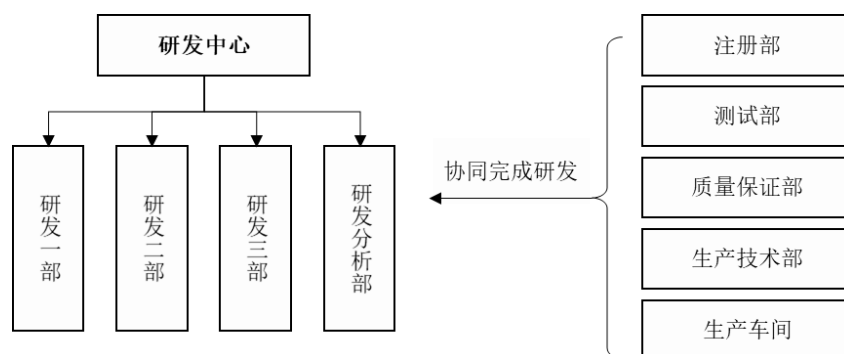 研发中心
研发一部
研发二部
研发三部
研发分析部
协同完成研发
注册部
测试部
质量保证部
生产技术部
生产车间